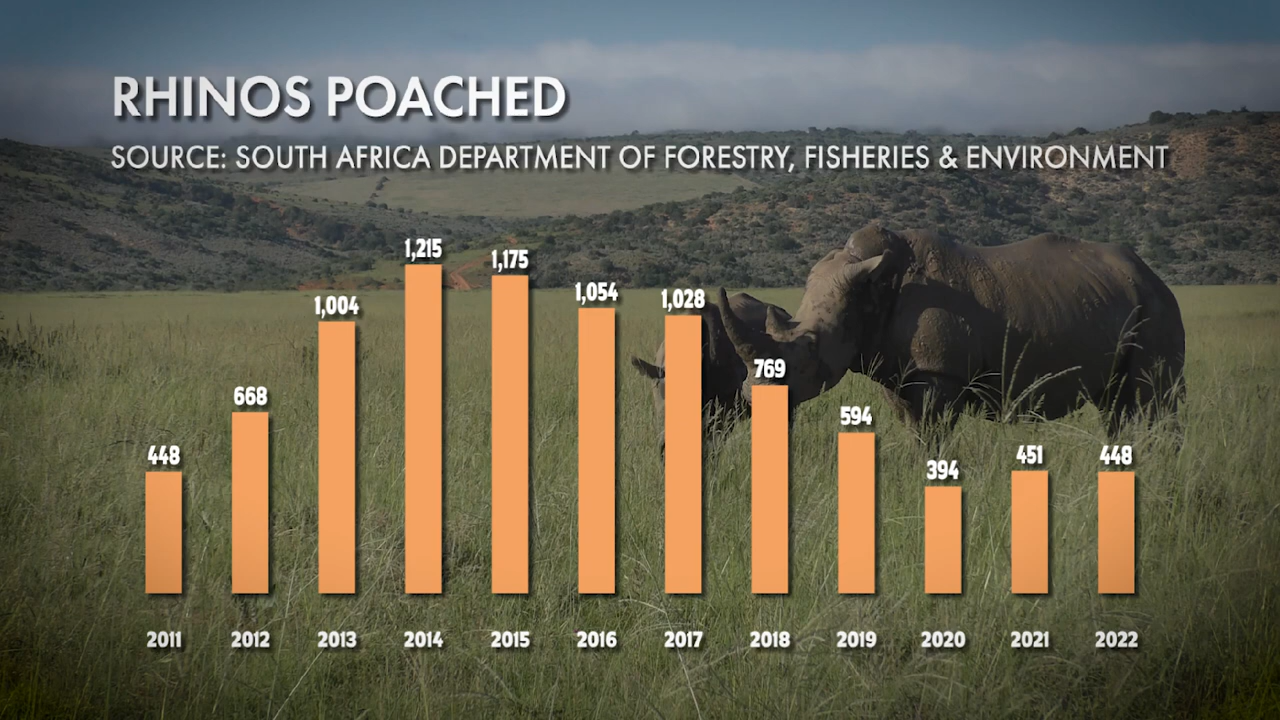 RHINOS POACHED
SOURCE: SOUTH AFRICA DEPARTMENT OF FORESTRY, FISHERIES & ENVIRONMENT
448 668 1,004 1,215 1,175 1,054 1,028 769 594 394 451 448
2011 2012 2013 2014 2015 2016 2017 2018 2019 2020 2021 2022